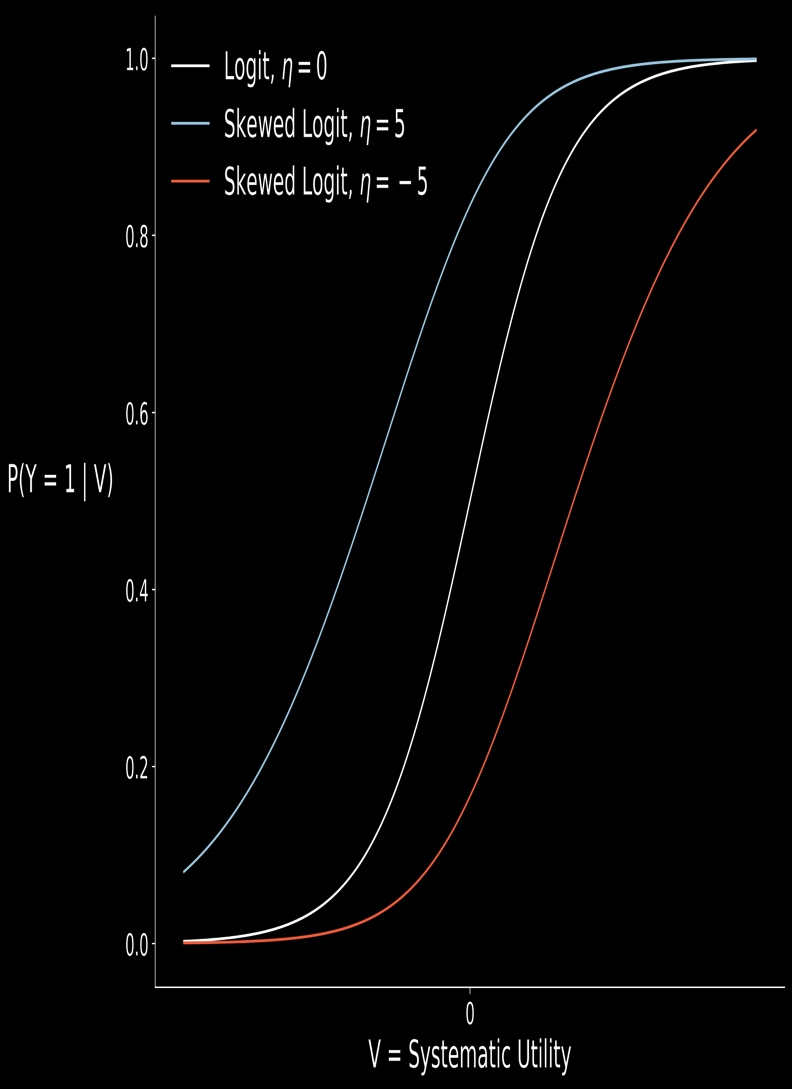 1.0
Logit, η = 0
Skewed Logit, η = 5
Skewed Logit, η = −5
0.8
0.6
P(Y = 1 | V)
0.4
0.2
0.0
0
V = Systematic Utility